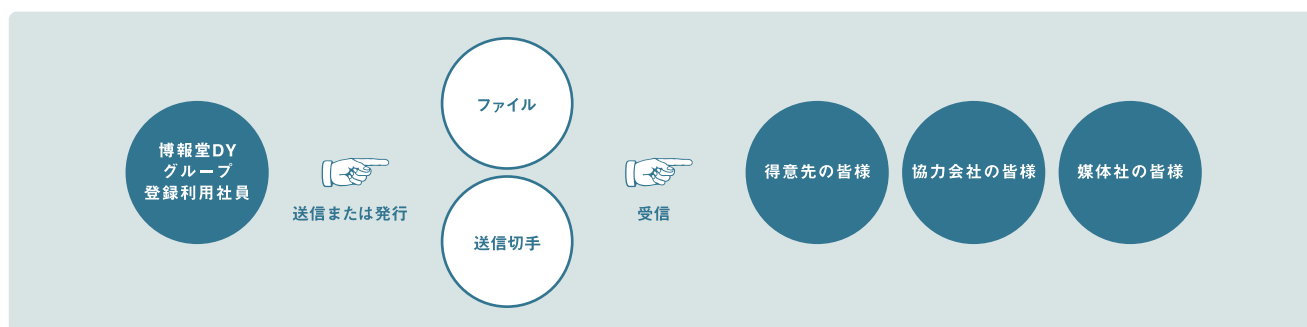 博報堂DY
グループ
登録利用社員
送信または発行
ファイル
送信切手
受信
得意先の皆様
協力会社の皆様
媒体社の皆様